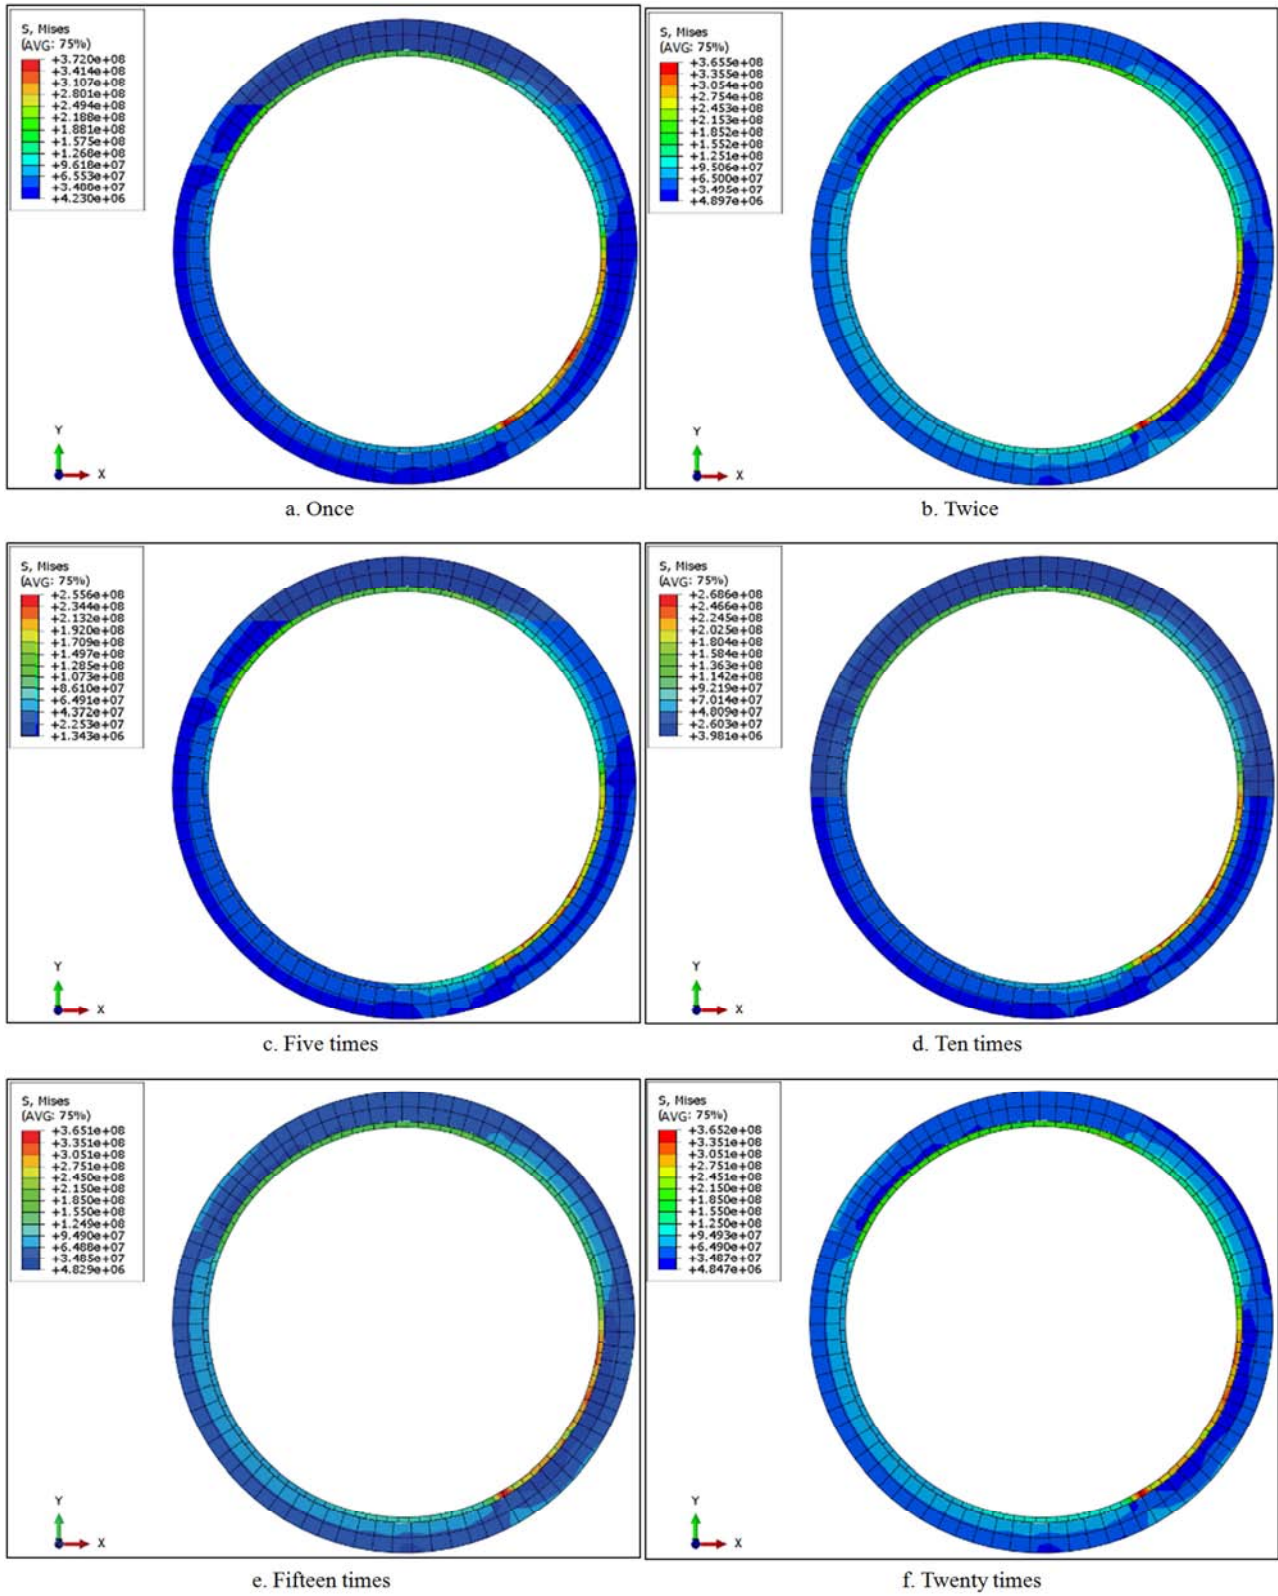 S, Mises
(AVG: 75%)
+3.720e+08
+3.414e+08
+3.107e+08
+2.801e+08
+2.494e+08
+2.188e+08
+1.881e+08
+1.575e+08
+1.268e+08
+9.618e+07
+6.553e+07
+3.488e+07
+4.230e+06
Y
X
a. Once
S, Mises
(AVG: 75%)
+3.655e+08
+3.355e+08
+3.054e+08
+2.754e+08
+2.453e+08
+2.153e+08
+1.852e+08
+1.552e+08
+1.251e+08
+9.506e+07
+6.500e+07
+3.495e+07
+4.897e+06
Y
X
b. Twice
S, Mises
(AVG: 75%)
+2.556e+08
+2.344e+08
+2.132e+08
+1.920e+08
+1.709e+08
+1.497e+08
+1.285e+08
+1.073e+08
+8.610e+07
+6.491e+07
+4.372e+07
+2.253e+07
+1.343e+06
Y
X
c. Five times
S, Mises
(AVG: 75%)
+2.686e+08
+2.466e+08
+2.245e+08
+2.025e+08
+1.804e+08
+1.584e+08
+1.363e+08
+1.142e+08
+9.219e+07
+7.014e+07
+4.809e+07
+2.603e+07
+3.981e+06
Y
X
d. Ten times
S, Mises
(AVG: 75%)
+3.651e+08
+3.351e+08
+3.051e+08
+2.751e+08
+2.450e+08
+2.150e+08
+1.850e+08
+1.550e+08
+1.249e+08
+9.490e+07
+6.488e+07
+3.485e+07
+4.829e+06
Y
X
e. Fifteen times
S, Mises
(AVG: 75%)
+3.652e+08
+3.351e+08
+3.051e+08
+2.751e+08
+2.451e+08
+2.150e+08
+1.850e+08
+1.550e+08
+1.250e+08
+9.493e+07
+6.490e+07
+3.487e+07
+4.847e+06
Y
X
f. Twenty times